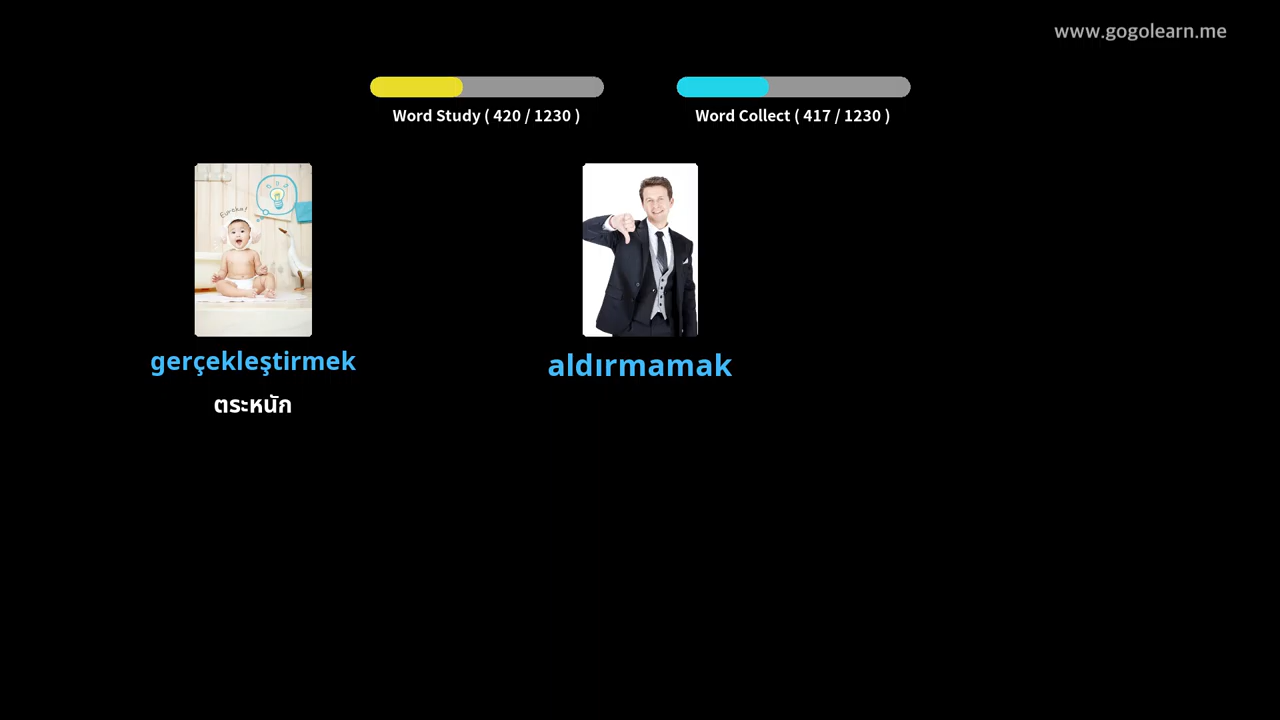 www.gogolearn.me
Word Study ( 420 / 1230 )
Word Collect ( 417 / 1230 )
Eureka!
gerçekleştirmek
aldırmamak
ตระหนัก